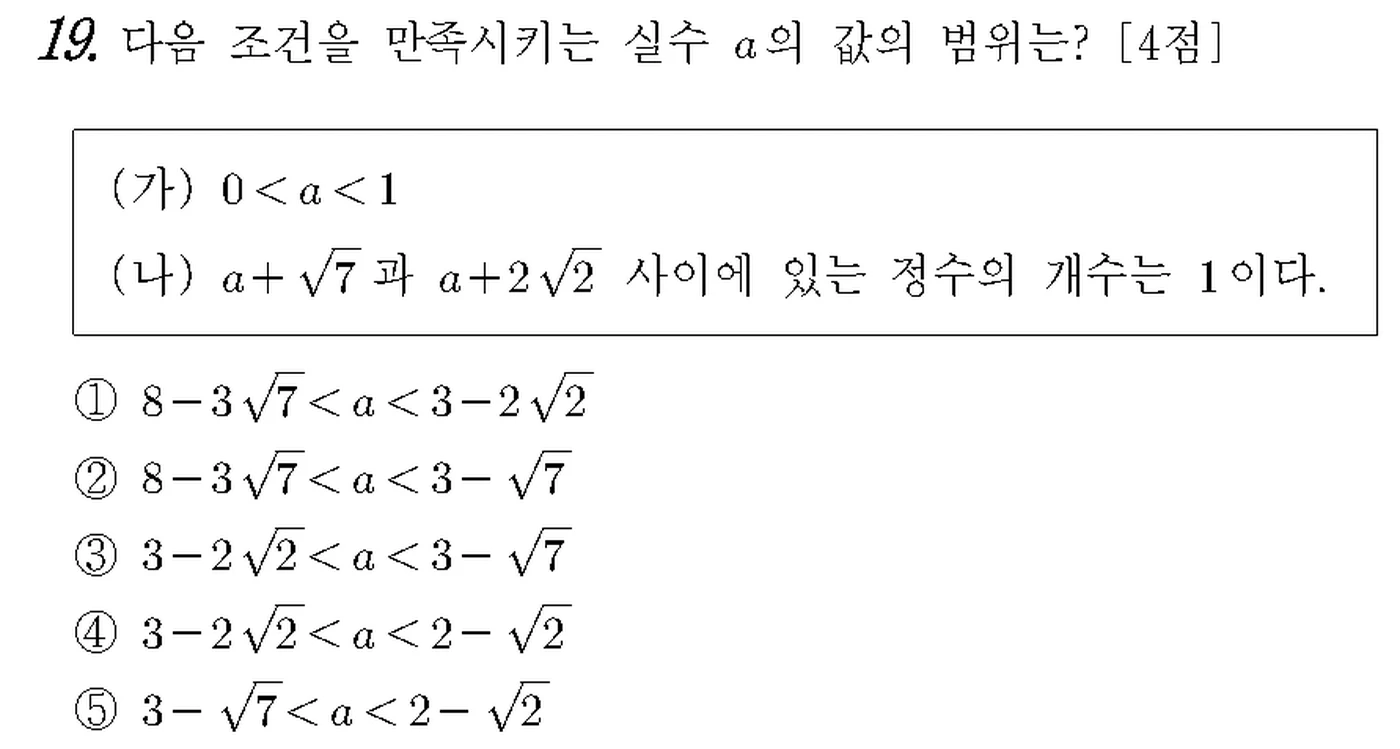 19. 다음 조건을 만족시키는 실수 a의 값의 범위는? [4점]
(가) 0 < a < 1
(나) a + √7 과 a + 2√2 사이에 있는 정수의 개수는 1이다.
① 8 − 3√7 < a < 3 − 2√2
② 8 − 3√7 < a < 3 − √7
③ 3 − 2√2 < a < 3 − √7
④ 3 − 2√2 < a < 2 − √2
⑤ 3 − √7 < a < 2 − √2